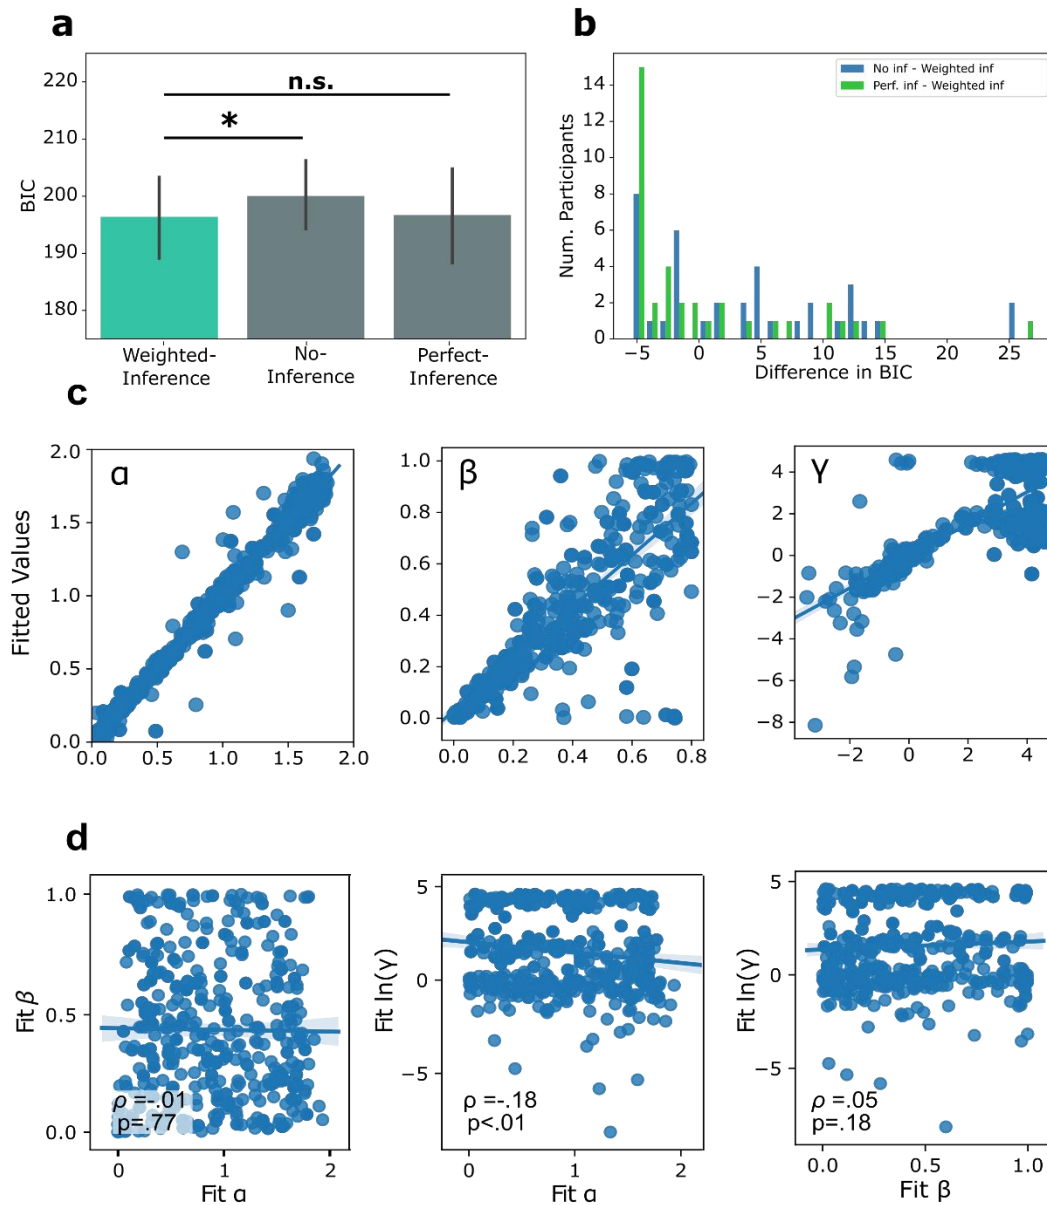 a
220
210
200
190
180
BIC
n.s.
*
Weighted-
Inference
No-
Inference
Perfect-
Inference
b
14
12
10
8
6
4
2
0
Num. Participants
No inf - Weighted inf
Perf. inf - Weighted inf
−5 0 5 10 15 20 25
Difference in BIC
c
Fitted Values
2.0
1.5
1.0
0.5
0.0
α
0.0 0.5 1.0 1.5 2.0
1.0
0.8
0.6
0.4
0.2
0.0
β
0.0 0.2 0.4 0.6 0.8
4
2
0
−2
−4
−6
−8
γ
−2 0 2 4
d
Fit β
1.0
0.5
0.0
ρ =-.01
p=.77
0 1 2
Fit α
Fit ln(γ)
5
0
−5
ρ =-.18
p<.01
0 1 2
Fit α
Fit ln(γ)
5
0
−5
ρ =.05
p=.18
0.0 0.5 1.0
Fit β